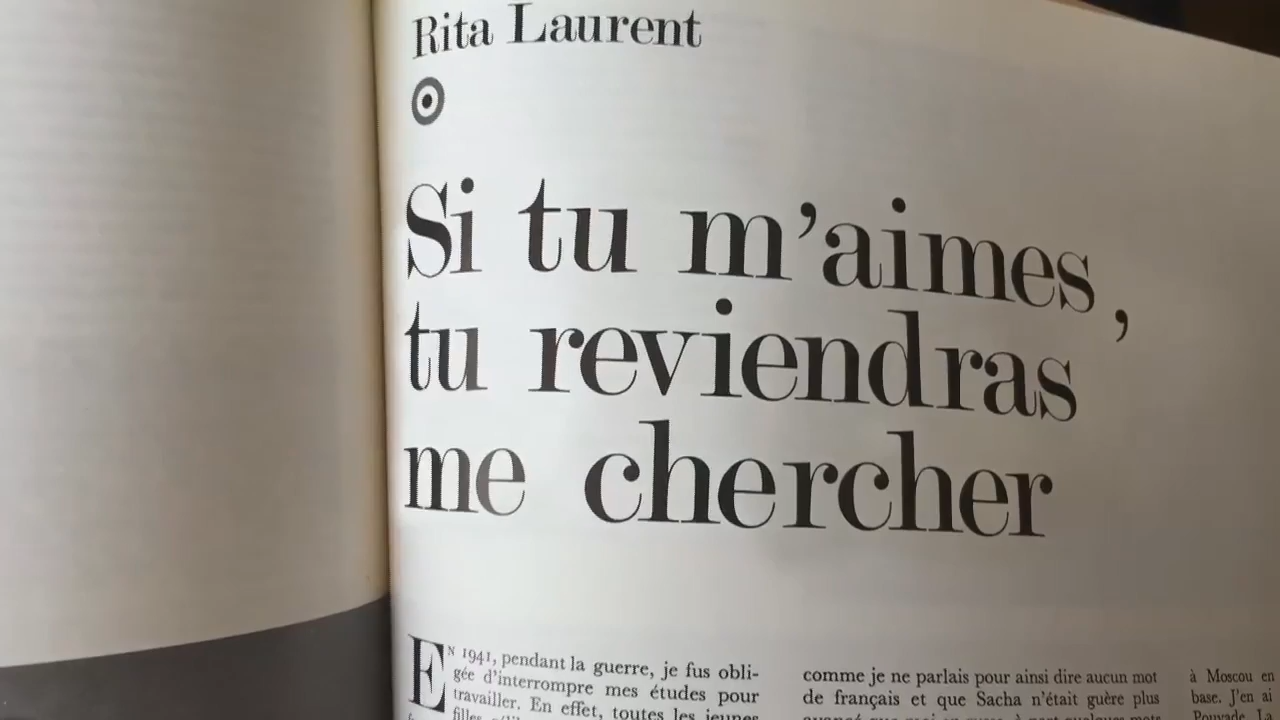 Rita Laurent
Si tu m'aimes,
tu reviendras
me chercher
EN 1941, pendant la guerre, je fus obli-
gée d'interrompre mes études pour
travailler. En effet, toutes les jeunes
comme je ne parlais pour ainsi dire aucun mot
de français et que Sacha n'était guère plus
à Moscou en
base. J'en ai